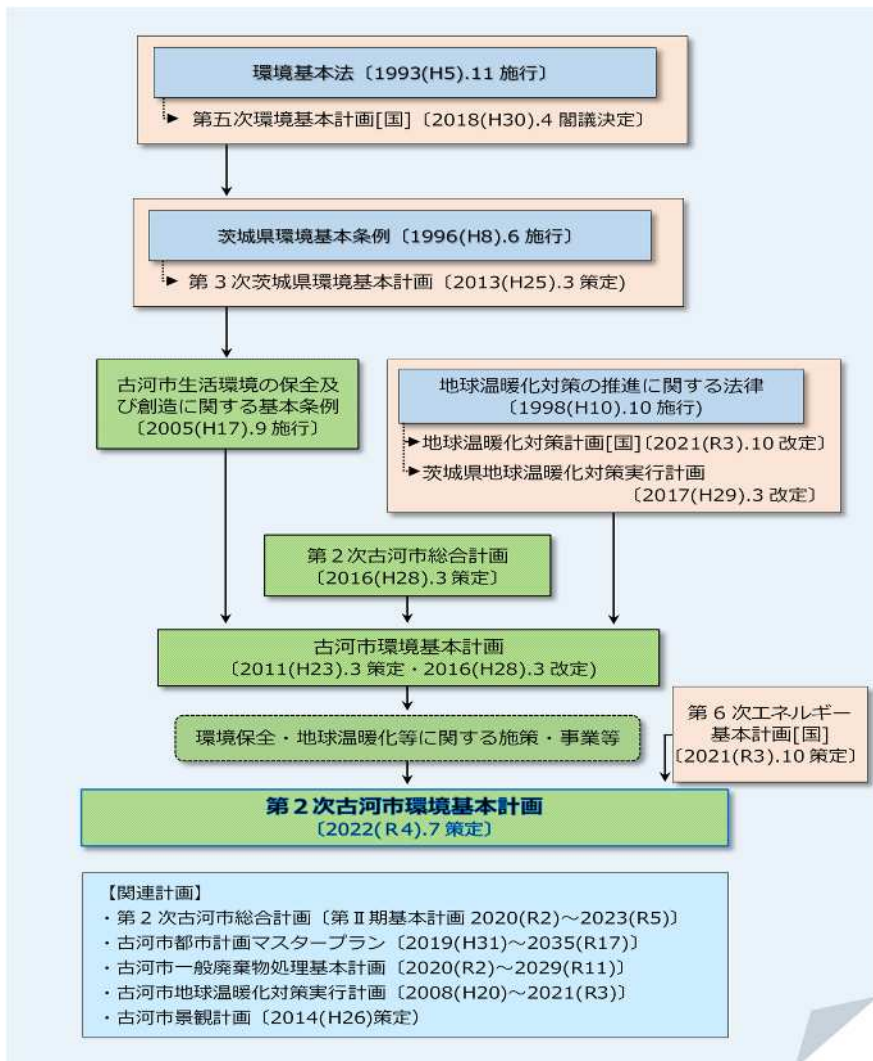 環境基本法〔1993(H5).11 施行〕
第五次環境基本計画[国]〔2018(H30).4 閣議決定〕
茨城県環境基本条例〔1996(H8).6 施行〕
第３次茨城県環境基本計画〔2013(H25).3 策定)
古河市生活環境の保全及
び創造に関する基本条例
〔2005(H17).9 施行〕
地球温暖化対策の推進に関する法律
〔1998(H10).10 施行)
地球温暖化対策計画[国]〔2021(R3).10 改定〕
茨城県地球温暖化対策実行計画
〔2017(H29).3 改定〕
第２次古河市総合計画
〔2016(H28).3 策定〕
古河市環境基本計画
〔2011(H23).3 策定・2016(H28).3 改定)
環境保全・地球温暖化等に関する施策・事業等
第６次エネルギー
基本計画[国]
〔2021(R3).10 策定〕
第２次古河市環境基本計画
〔2022(R4).7 策定〕
【関連計画】
・第２次古河市総合計画〔第Ⅱ期基本計画 2020(R2)～2023(R5)〕
・古河市都市計画マスタープラン〔2019(H31)～2035(R17)〕
・古河市一般廃棄物処理基本計画〔2020(R2)～2029(R11)〕
・古河市地球温暖化対策実行計画〔2008(H20)～2021(R3)〕
・古河市景観計画〔2014(H26)策定）